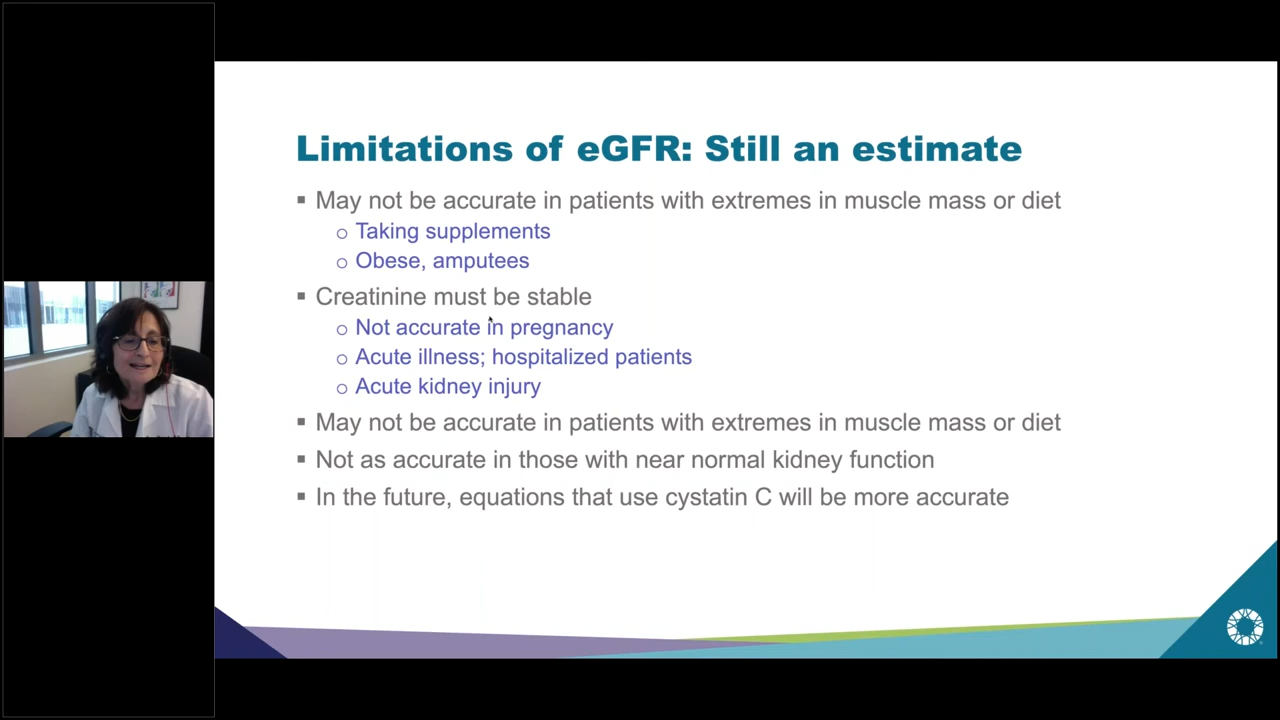 Limitations of eGFR: Still an estimate
▪ May not be accurate in patients with extremes in muscle mass or diet
o Taking supplements
o Obese, amputees
▪ Creatinine must be stable
o Not accurate in pregnancy
o Acute illness; hospitalized patients
o Acute kidney injury
▪ May not be accurate in patients with extremes in muscle mass or diet
▪ Not as accurate in those with near normal kidney function
▪ In the future, equations that use cystatin C will be more accurate